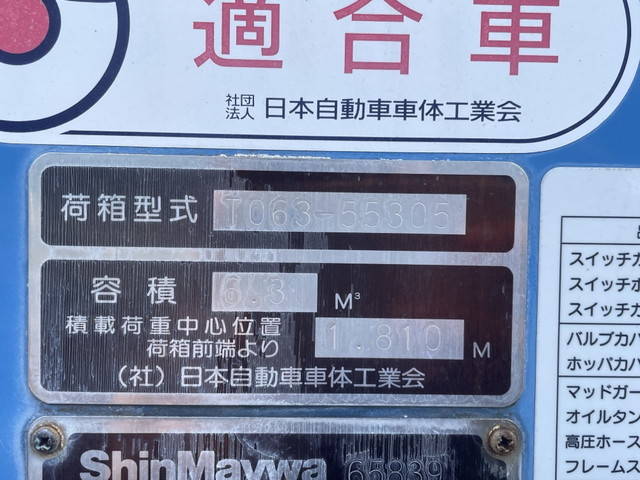 適合車
社団法人 日本自動車車体工業会
荷箱型式 T063-55305
容積 6.3 M³
積載荷重中心位置
荷箱前端より 1.810 M
(社)日本自動車車体工業会
ShinMaywa 65839
スイッチカ
スイッチボ
スイッチカ
バルブカバ
ホッパカバ
マッドガー
オイルタン
高圧ホース
フレームス